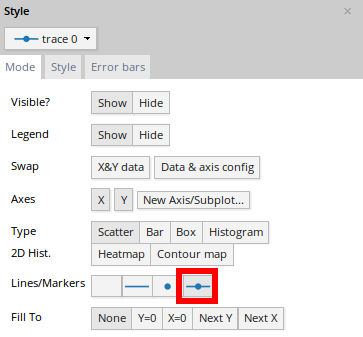 Style ×
trace 0
Mode Style Error bars
Visible? Show Hide
Legend Show Hide
Swap X&Y data Data & axis config
Axes X Y New Axis/Subplot...
Type Scatter Bar Box Histogram
2D Hist. Heatmap Contour map
Lines/Markers
Fill To None Y=0 X=0 Next Y Next X